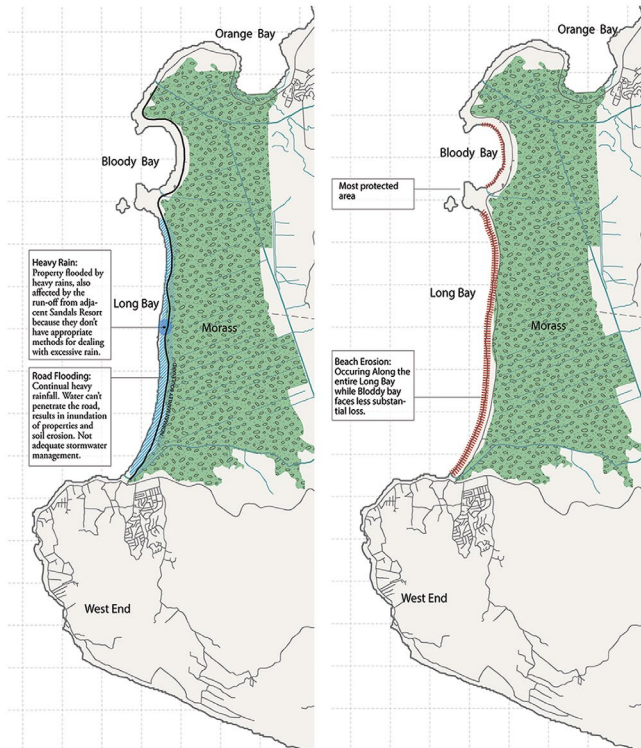 Orange Bay
Bloody Bay
Heavy Rain:
Property flooded by
heavy rains, also
affected by the
run-off from adja-
cent Sandals Resort
because they don't
have appropriate
methods for dealing
with excessive rain.
Long Bay
Morass
Road Flooding:
Continual heavy
rainfall. Water can't
penetrate the road,
results in inundation
of properties and
soil erosion. Not
adequate stormwater
management.
West End
Orange Bay
Bloody Bay
Most protected
area
Long Bay
Morass
Beach Erosion:
Occuring Along the
entire Long Bay
while Bloody bay
faces less substan-
tial loss.
West End